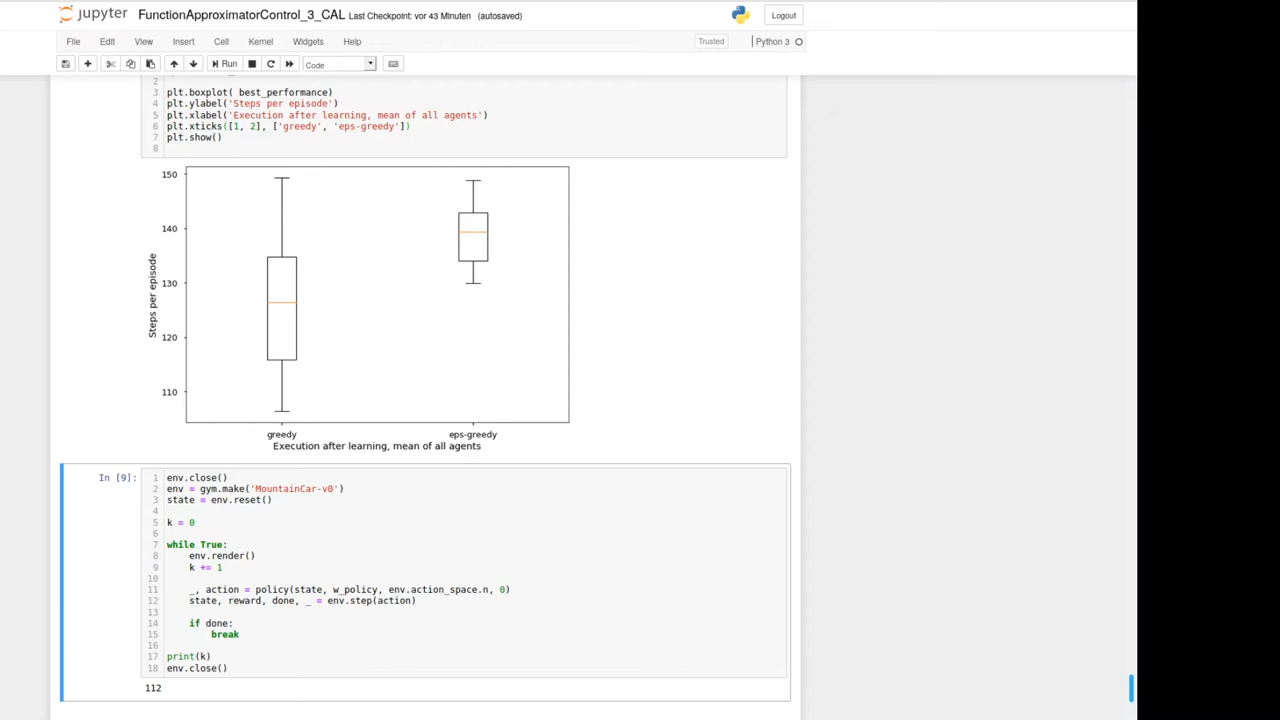 jupyter FunctionApproximatorControl_3_CAL Last Checkpoint: vor 43 Minuten (autosaved) Logout
File Edit View Insert Cell Kernel Widgets Help Trusted Python 3
Run Code
2
3 plt.boxplot( best_performance)
4 plt.ylabel('Steps per episode')
5 plt.xlabel('Execution after learning, mean of all agents')
6 plt.xticks([1, 2], ['greedy', 'eps-greedy'])
7 plt.show()
8
150
140
130
120
110
Steps per episode
greedy eps-greedy
Execution after learning, mean of all agents
In [9]:
1 env.close()
2 env = gym.make('MountainCar-v0')
3 state = env.reset()
4
5 k = 0
6
7 while True:
8 env.render()
9 k += 1
10
11 _, action = policy(state, w_policy, env.action_space.n, 0)
12 state, reward, done, _ = env.step(action)
13
14 if done:
15 break
16
17 print(k)
18 env.close()
112